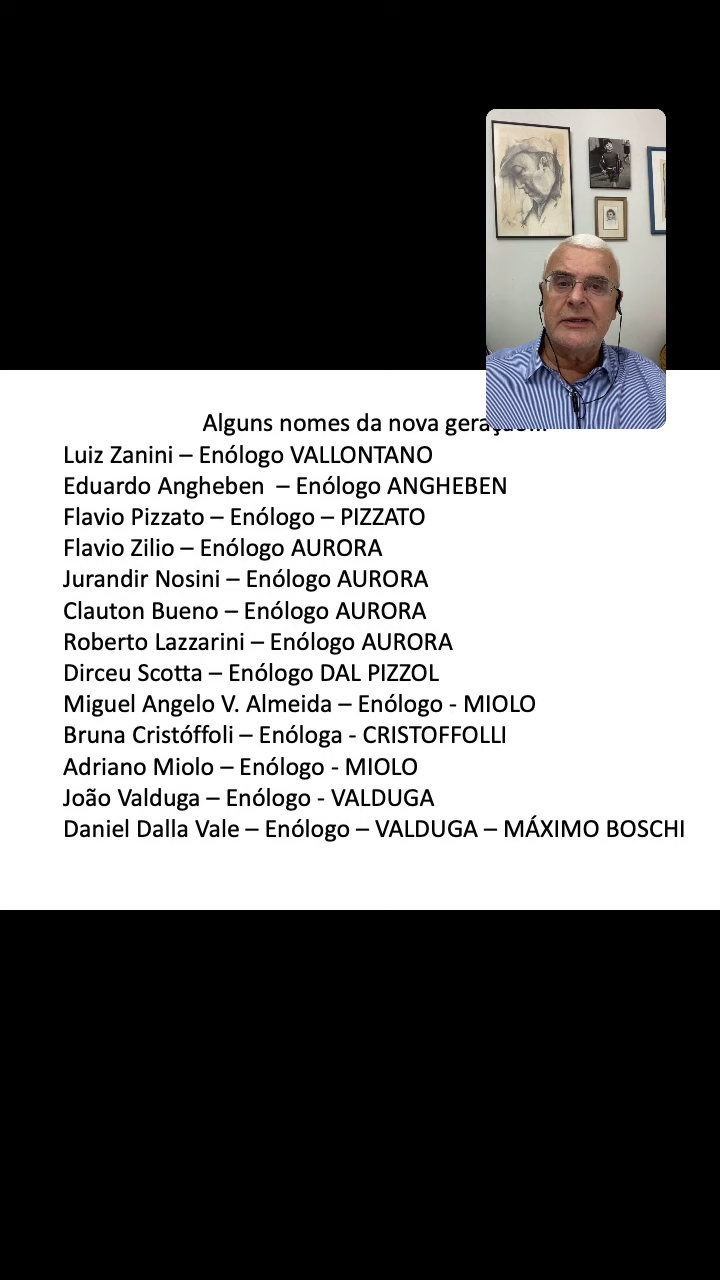 Alguns nomes da nova
Luiz Zanini – Enólogo VALLONTANO
Eduardo Angheben – Enólogo ANGHEBEN
Flavio Pizzato – Enólogo – PIZZATO
Flavio Zilio – Enólogo AURORA
Jurandir Nosini – Enólogo AURORA
Clauton Bueno – Enólogo AURORA
Roberto Lazzarini – Enólogo AURORA
Dirceu Scotta – Enólogo DAL PIZZOL
Miguel Angelo V. Almeida – Enólogo - MIOLO
Bruna Cristóffoli – Enóloga - CRISTOFFOLLI
Adriano Miolo – Enólogo - MIOLO
João Valduga – Enólogo - VALDUGA
Daniel Dalla Vale – Enólogo – VALDUGA – MÁXIMO BOSCHI